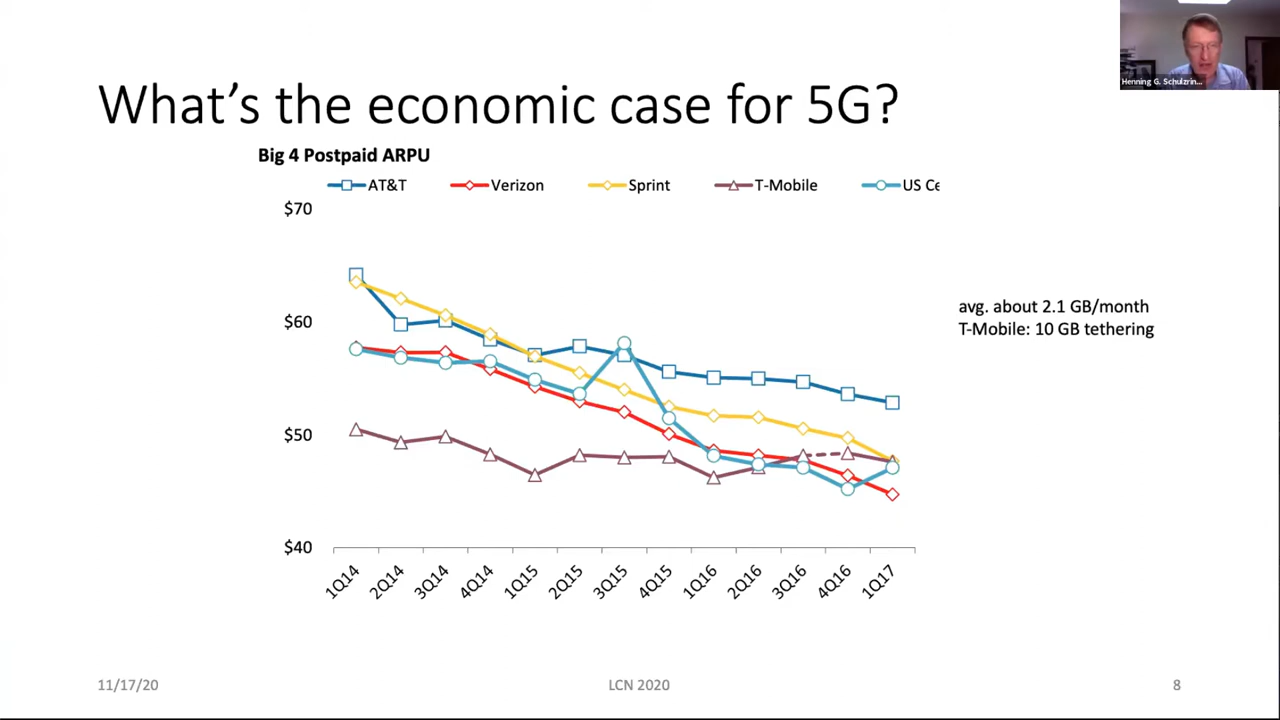 Henning G. Schulzrin...
What's the economic case for 5G?
Big 4 Postpaid ARPU
AT&T Verizon Sprint T-Mobile US Ce
$70
$60
$50
$40
1Q14 2Q14 3Q14 4Q14 1Q15 2Q15 3Q15 4Q15 1Q16 2Q16 3Q16 4Q16 1Q17
avg. about 2.1 GB/month
T-Mobile: 10 GB tethering
11/17/20 LCN 2020 8